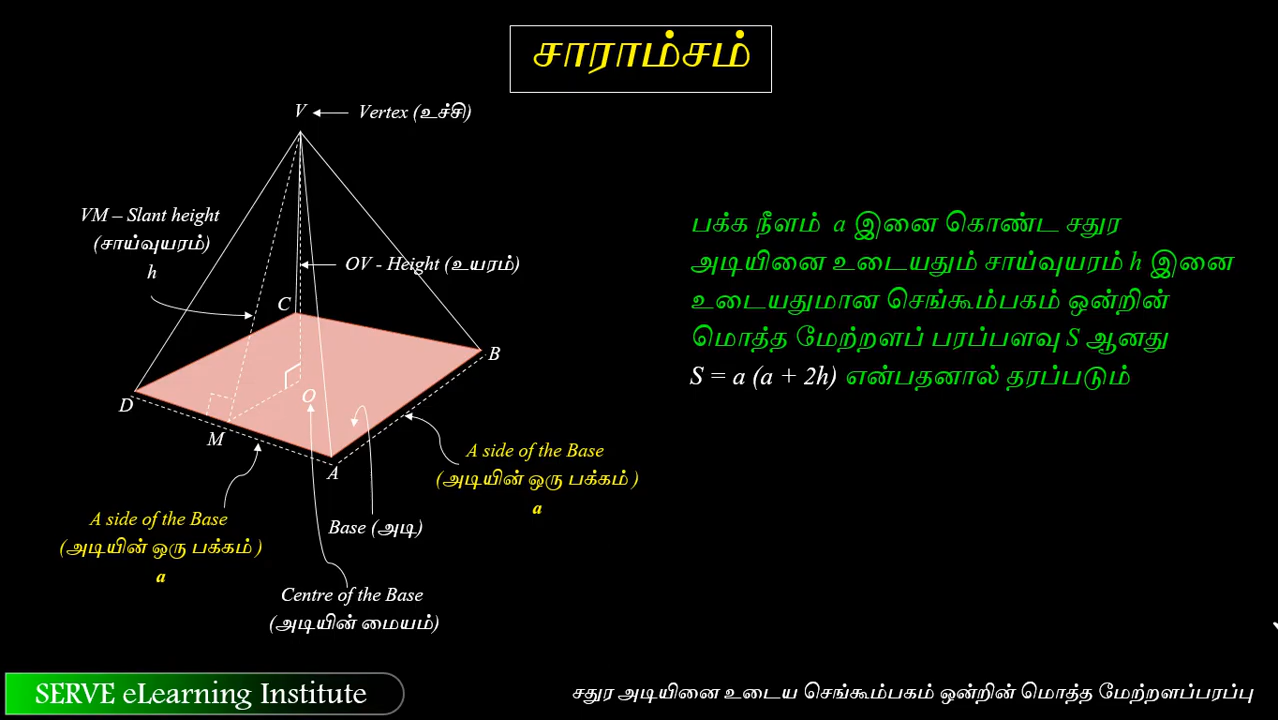 சாராம்சம்
V
Vertex (உச்சி)
VM – Slant height
(சாய்வுயரம்)
h
OV - Height (உயரம்)
C
B
D
O
M
A
A side of the Base
(அடியின் ஒரு பக்கம் )
a
A side of the Base
(அடியின் ஒரு பக்கம் )
a
Base (அடி)
Centre of the Base
(அடியின் மையம்)
பக்க நீளம் a இனை கொண்ட சதுர
அடியினை உடையதும் சாய்வுயரம் h இனை
உடையதுமான செங்கூம்பகம் ஒன்றின்
மொத்த மேற்றளப் பரப்பளவு S ஆனது
S = a (a + 2h) என்பதனால் தரப்படும்
SERVE eLearning Institute
சதுர அடியினை உடைய செங்கூம்பகம் ஒன்றின் மொத்த மேற்றளப்பரப்பு